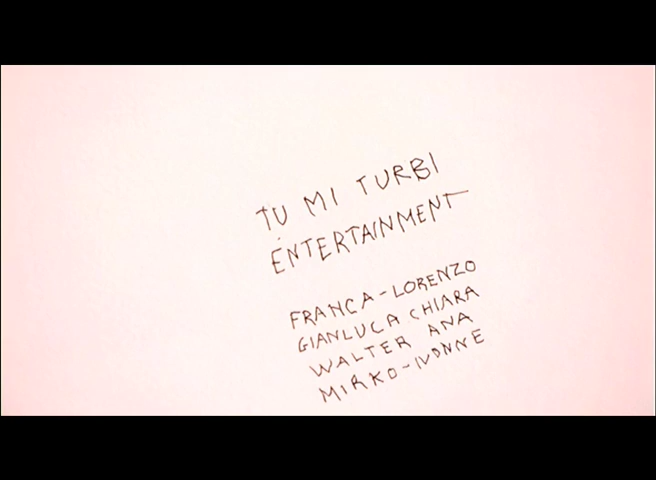 TU MI TURBI
ENTERTAINMENT
FRANCA-LORENZO
GIANLUCA CHIARA
WALTER ANA
MIRKO-IVONNE